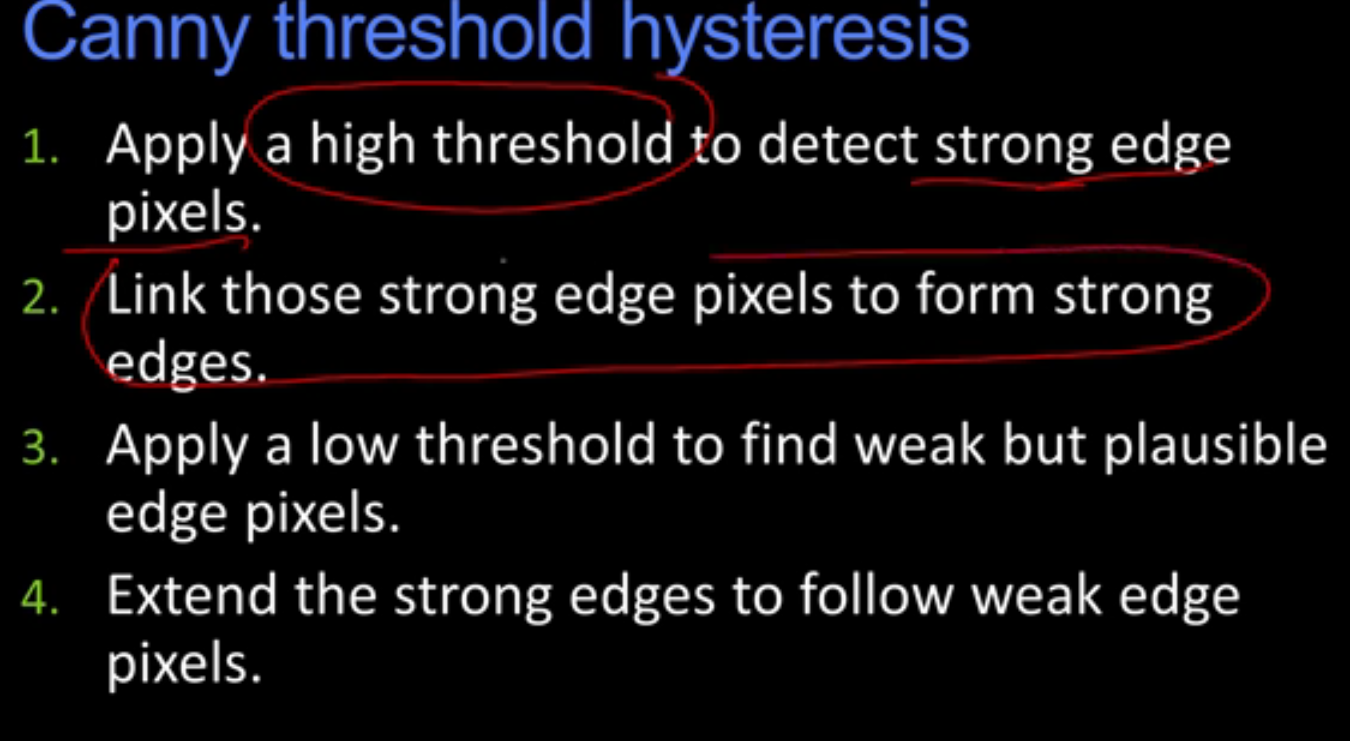 Canny threshold hysteresis
1. Apply a high threshold to detect strong edge
pixels.
2. Link those strong edge pixels to form strong
edges.
3. Apply a low threshold to find weak but plausible
edge pixels.
4. Extend the strong edges to follow weak edge
pixels.